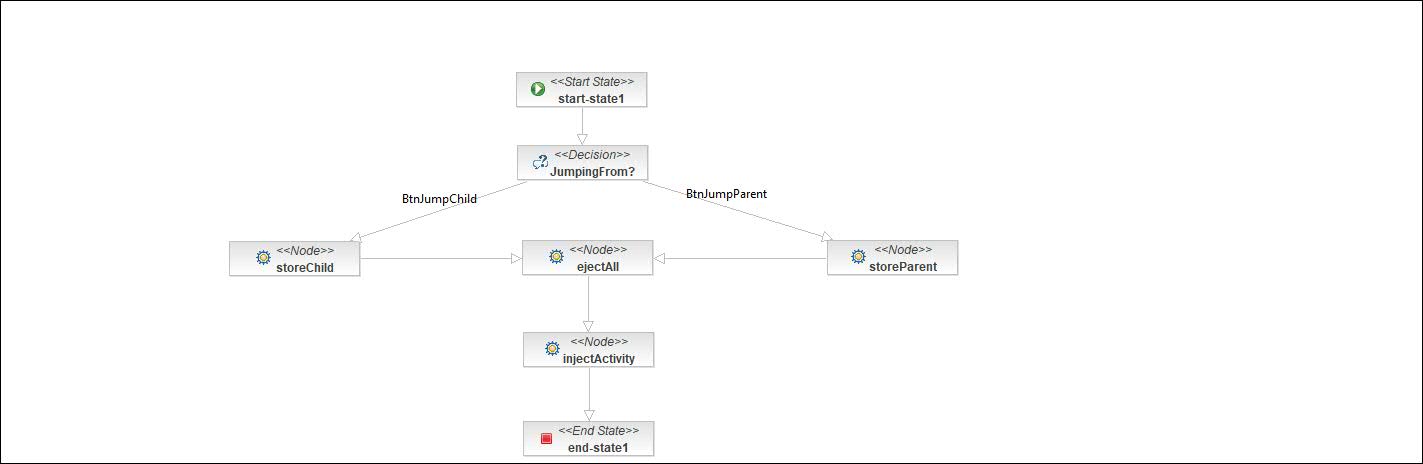 <<Start State>>
start-state1
<<Decision>>
JumpingFrom?
BtnJumpChild
BtnJumpParent
<<Node>>
storeChild
<<Node>>
ejectAll
<<Node>>
storeParent
<<Node>>
injectActivity
<<End State>>
end-state1